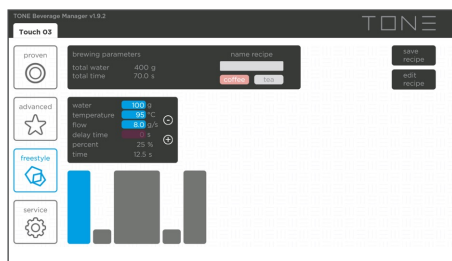 TONE Beverage Manager v1.9.2
TONE
Touch 03
proven
brewing parameters
name recipe
save recipe
total water 400 g
total time 70.0 s
coffee
tea
edit recipe
advanced
water 100 g
temperature 95 °C
flow 8.0 g/s
delay time 0 s
percent 25 %
time 12.5 s
freestyle
service